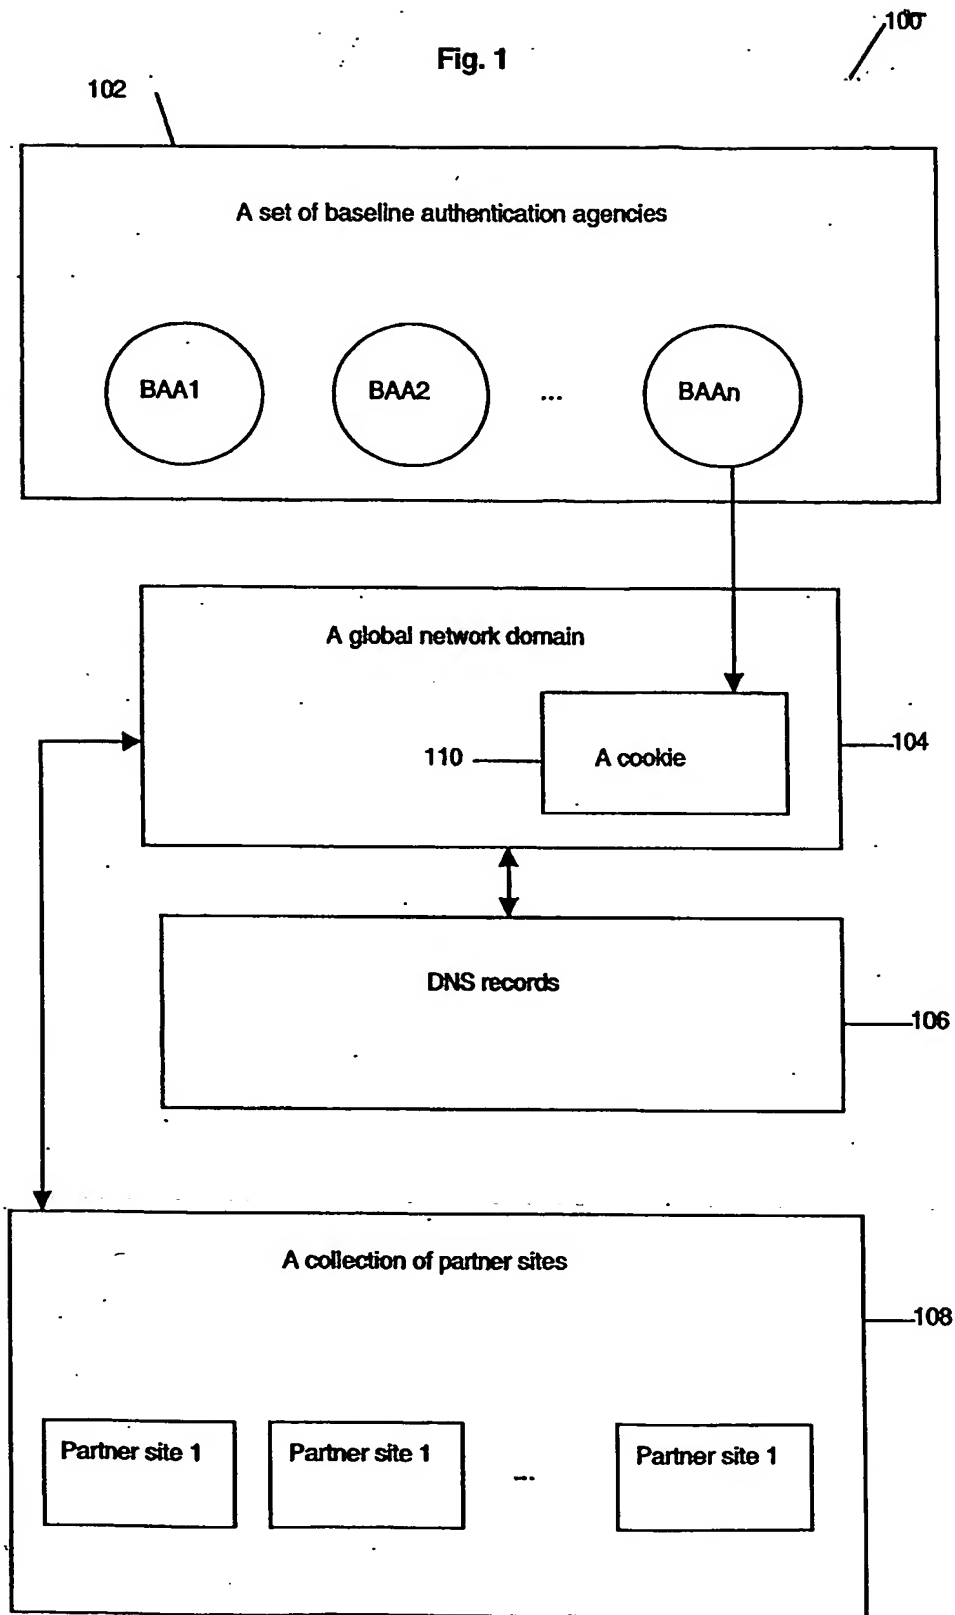 100
Fig. 1
102
A set of baseline authentication agencies
BAA1 BAA2 ... BAAn
A global network domain
104
110
A cookie
DNS records
106
A collection of partner sites
108
Partner site 1 Partner site 1 ... Partner site 1